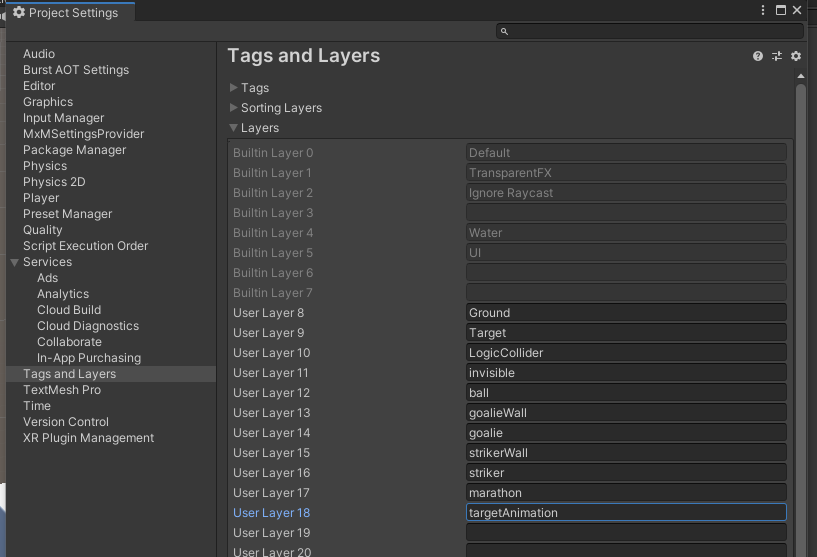 Project Settings
Tags and Layers
Audio
Burst AOT Settings
Editor
Graphics
Input Manager
MxMSettingsProvider
Package Manager
Physics
Physics 2D
Player
Preset Manager
Quality
Script Execution Order
Services
Ads
Analytics
Cloud Build
Cloud Diagnostics
Collaborate
In-App Purchasing
Tags and Layers
TextMesh Pro
Time
Version Control
XR Plugin Management
Tags
Sorting Layers
Layers
Builtin Layer 0 Default
Builtin Layer 1 TransparentFX
Builtin Layer 2 Ignore Raycast
Builtin Layer 3
Builtin Layer 4 Water
Builtin Layer 5 UI
Builtin Layer 6
Builtin Layer 7
User Layer 8 Ground
User Layer 9 Target
User Layer 10 LogicCollider
User Layer 11 invisible
User Layer 12 ball
User Layer 13 goalieWall
User Layer 14 goalie
User Layer 15 strikerWall
User Layer 16 striker
User Layer 17 marathon
User Layer 18 targetAnimation
User Layer 19
User Layer 20